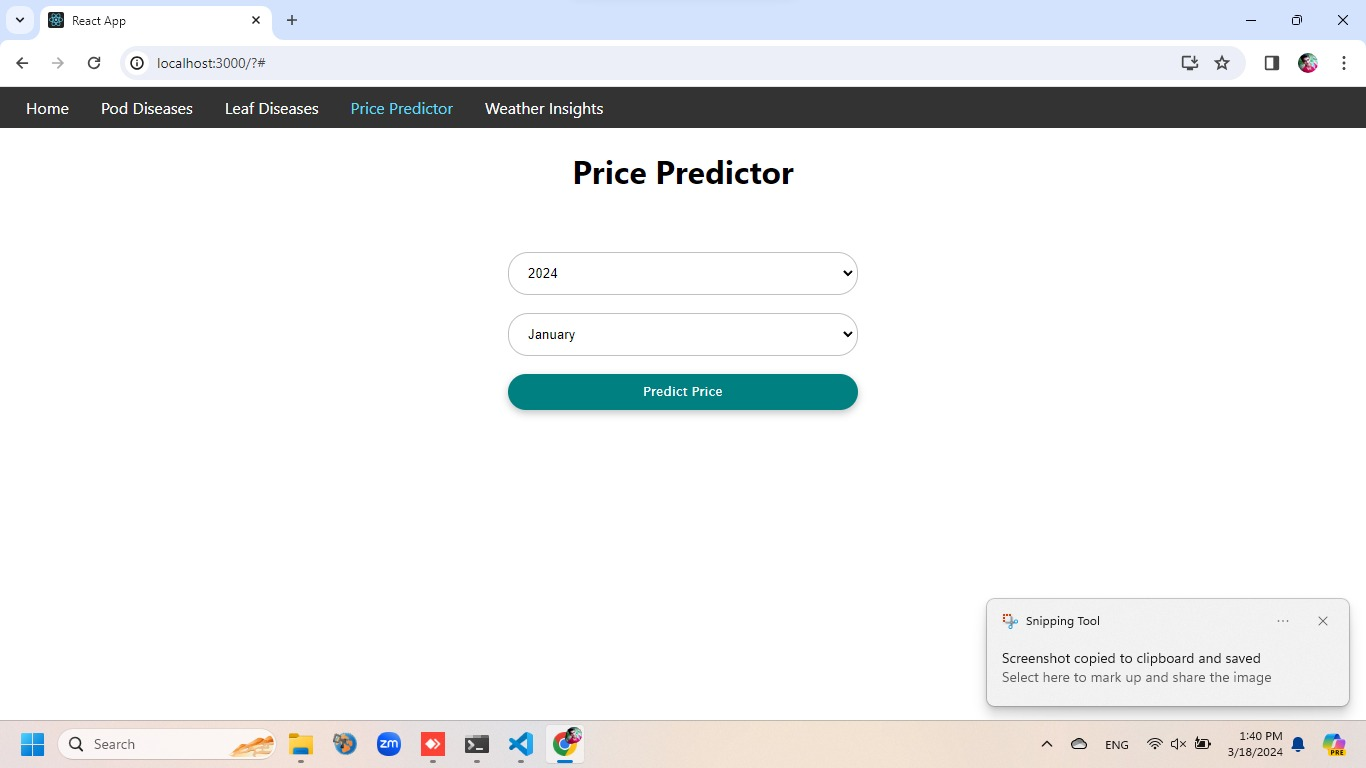 React App
localhost:3000/?#
Home Pod Diseases Leaf Diseases Price Predictor Weather Insights
Price Predictor
2024
January
Predict Price
Snipping Tool
Screenshot copied to clipboard and saved
Select here to mark up and share the image
Search
zm
ENG
1:40 PM
3/18/2024
PRE